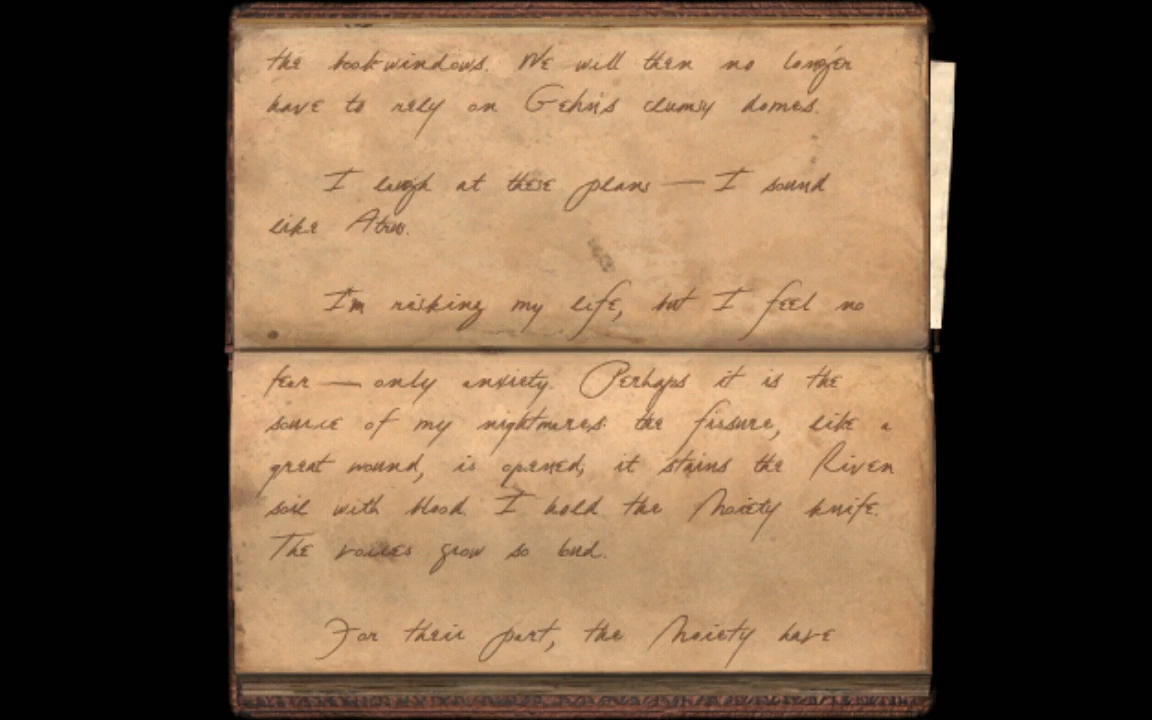 the book windows. We will then no longer
have to rely on Gehn's clumsy domes.
I laugh at these plans — I sound
like Atrus.
I'm risking my life, but I feel no
fear — only anxiety. Perhaps it is the
source of my nightmares: the fissure, like a
great wound, is opened; it stains the Riven
soil with blood. I hold the Moiety knife.
The voices grow so loud.
For their part, the Moiety have